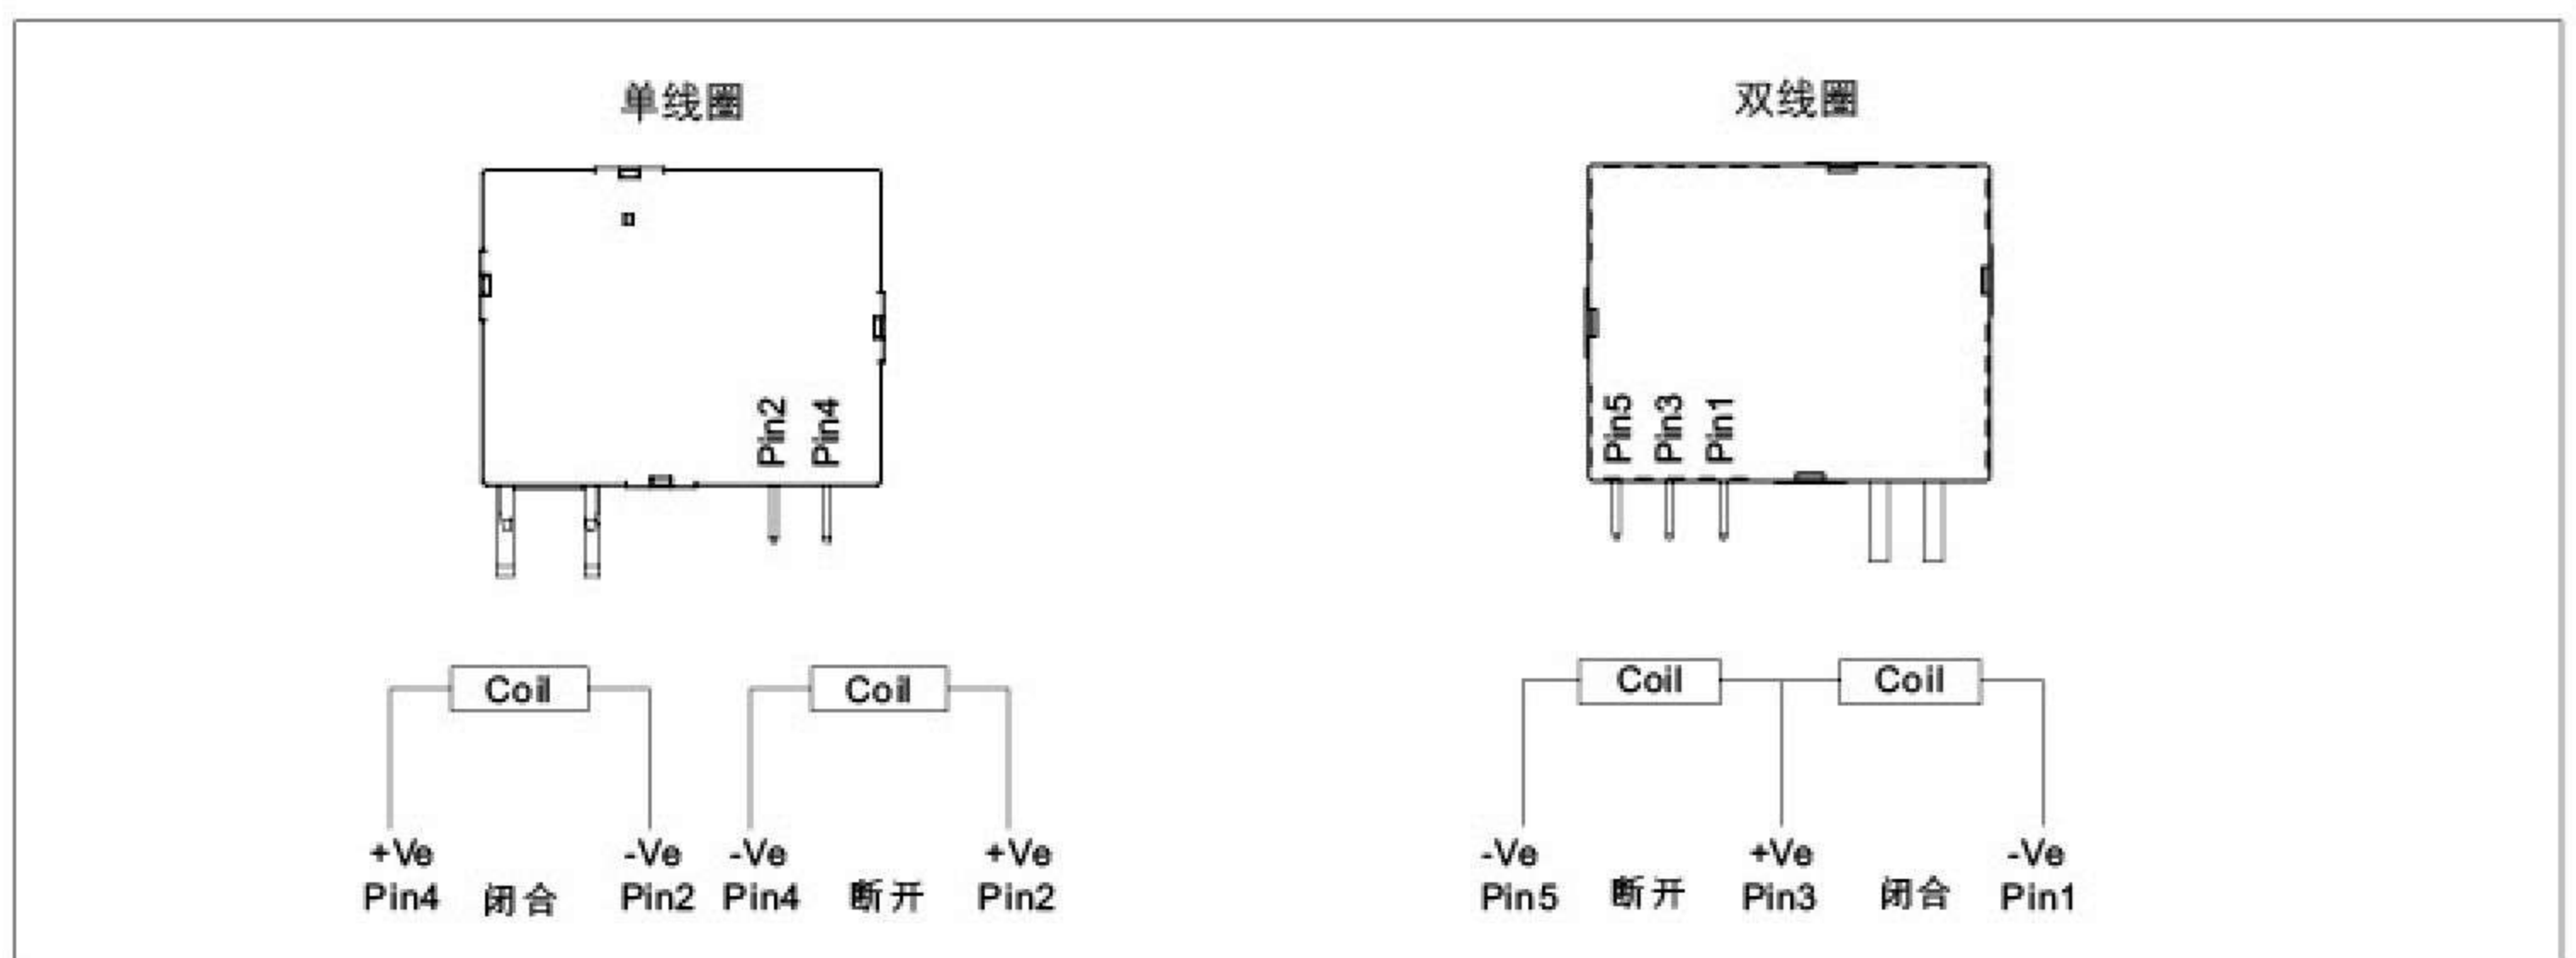 单线圈
双线圈
Pin2
Pin4
Pin5
Pin3
Pin1
Coil
Coil
Coil
Coil
+Ve
-Ve
-Ve
+Ve
Pin4
闭合
Pin2
Pin4
断开
Pin2
-Ve
+Ve
-Ve
Pin5
断开
Pin3
闭合
Pin1